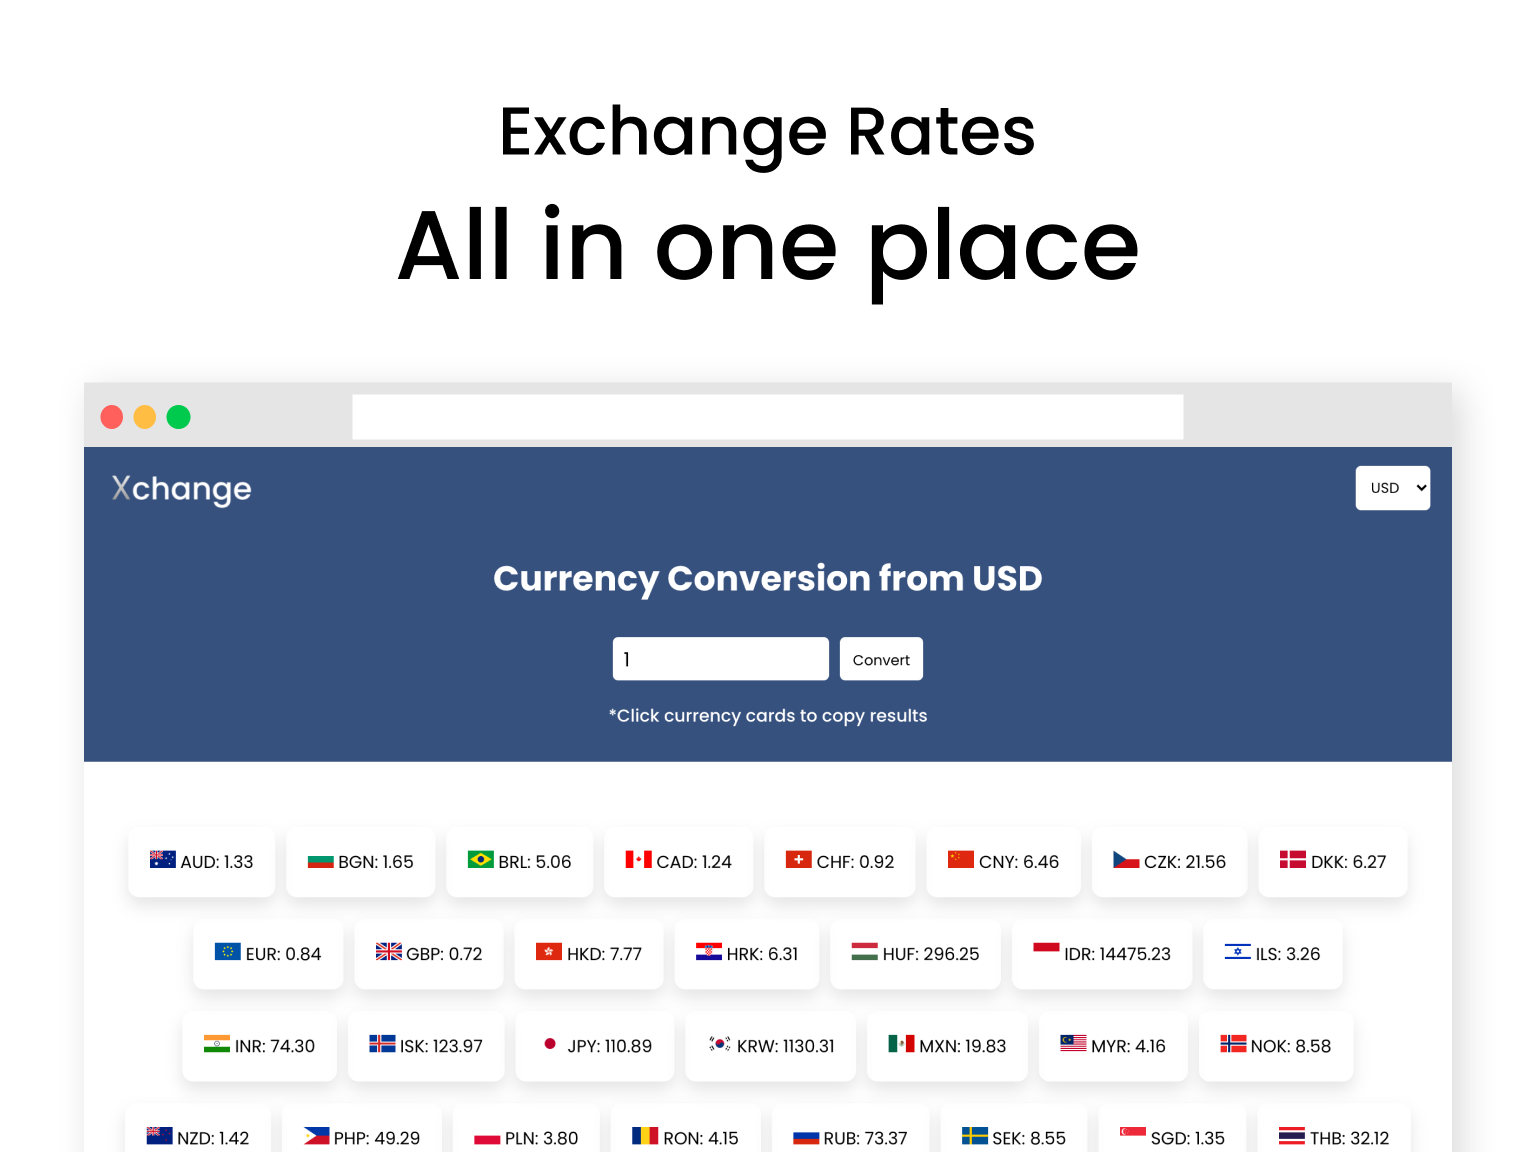 Exchange Rates
All in one place
Xchange
USD
Currency Conversion from USD
1
Convert
*Click currency cards to copy results
AUD: 1.33 BGN: 1.65 BRL: 5.06 CAD: 1.24 CHF: 0.92 CNY: 6.46 CZK: 21.56 DKK: 6.27
EUR: 0.84 GBP: 0.72 HKD: 7.77 HRK: 6.31 HUF: 296.25 IDR: 14475.23 ILS: 3.26
INR: 74.30 ISK: 123.97 JPY: 110.89 KRW: 1130.31 MXN: 19.83 MYR: 4.16 NOK: 8.58
NZD: 1.42 PHP: 49.29 PLN: 3.80 RON: 4.15 RUB: 73.37 SEK: 8.55 SGD: 1.35 THB: 32.12